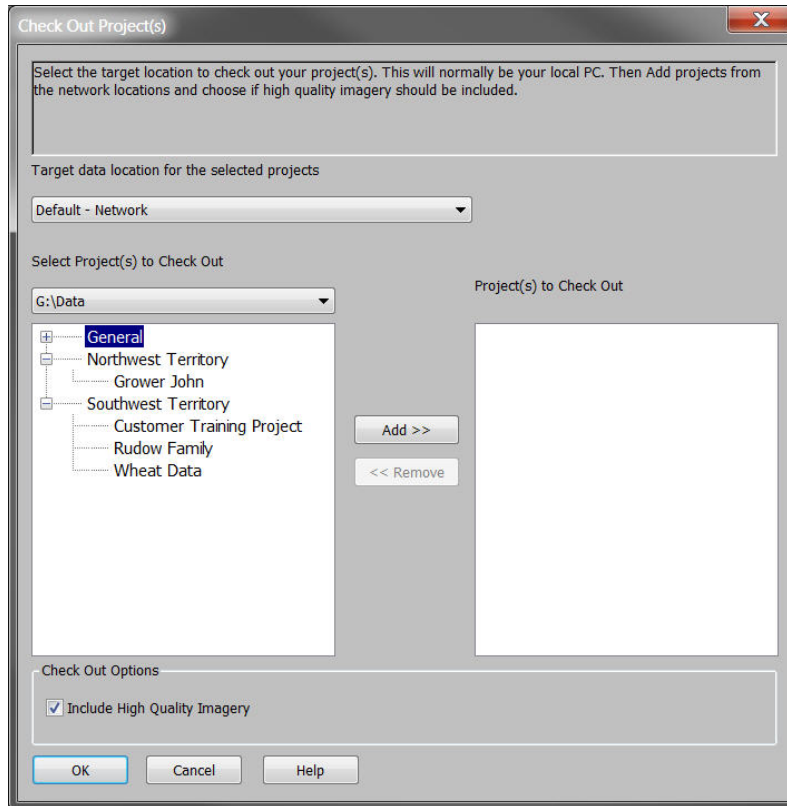 Check Out Project(s)
X
Select the target location to check out your project(s). This will normally be your local PC. Then Add projects from
the network locations and choose if high quality imagery should be included.
Target data location for the selected projects
Default - Network
Select Project(s) to Check Out
Project(s) to Check Out
G:\Data
General
Northwest Territory
Grower John
Southwest Territory
Customer Training Project
Rudow Family
Wheat Data
Add >>
<< Remove
Check Out Options
Include High Quality Imagery
OK
Cancel
Help